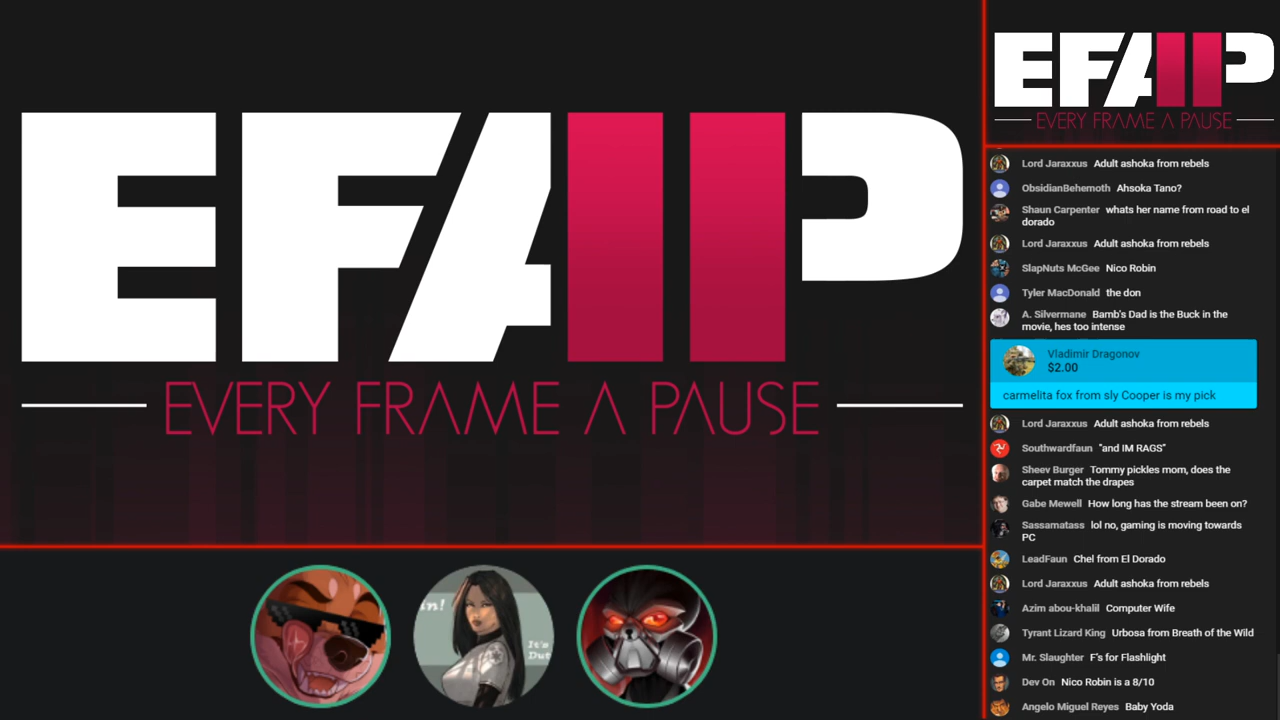 EFAP
EVERY FRAME A PAUSE
EFAP
EVERY FRAME A PAUSE
Lord Jaraxxus Adult ashoka from rebels
ObsidianBehemoth Ahsoka Tano?
Shaun Carpenter whats her name from road to el
dorado
Lord Jaraxxus Adult ashoka from rebels
SlapNuts McGee Nico Robin
Tyler MacDonald the don
A. Silvermane Bamb's Dad is the Buck in the
movie, hes too intense
Vladimir Dragonov
$2.00
carmelita fox from sly Cooper is my pick
Lord Jaraxxus Adult ashoka from rebels
Southwardfaun "and IM RAGS"
Sheev Burger Tommy pickles mom, does the
carpet match the drapes
Gabe Mewell How long has the stream been on?
Sassamatass lol no, gaming is moving towards
PC
LeadFaun Chel from El Dorado
Lord Jaraxxus Adult ashoka from rebels
Azim abou-khalil Computer Wife
Tyrant Lizard King Urbosa from Breath of the Wild
Mr. Slaughter F's for Flashlight
Dev On Nico Robin is a 8/10
Angelo Miguel Reyes Baby Yoda
in!
It's